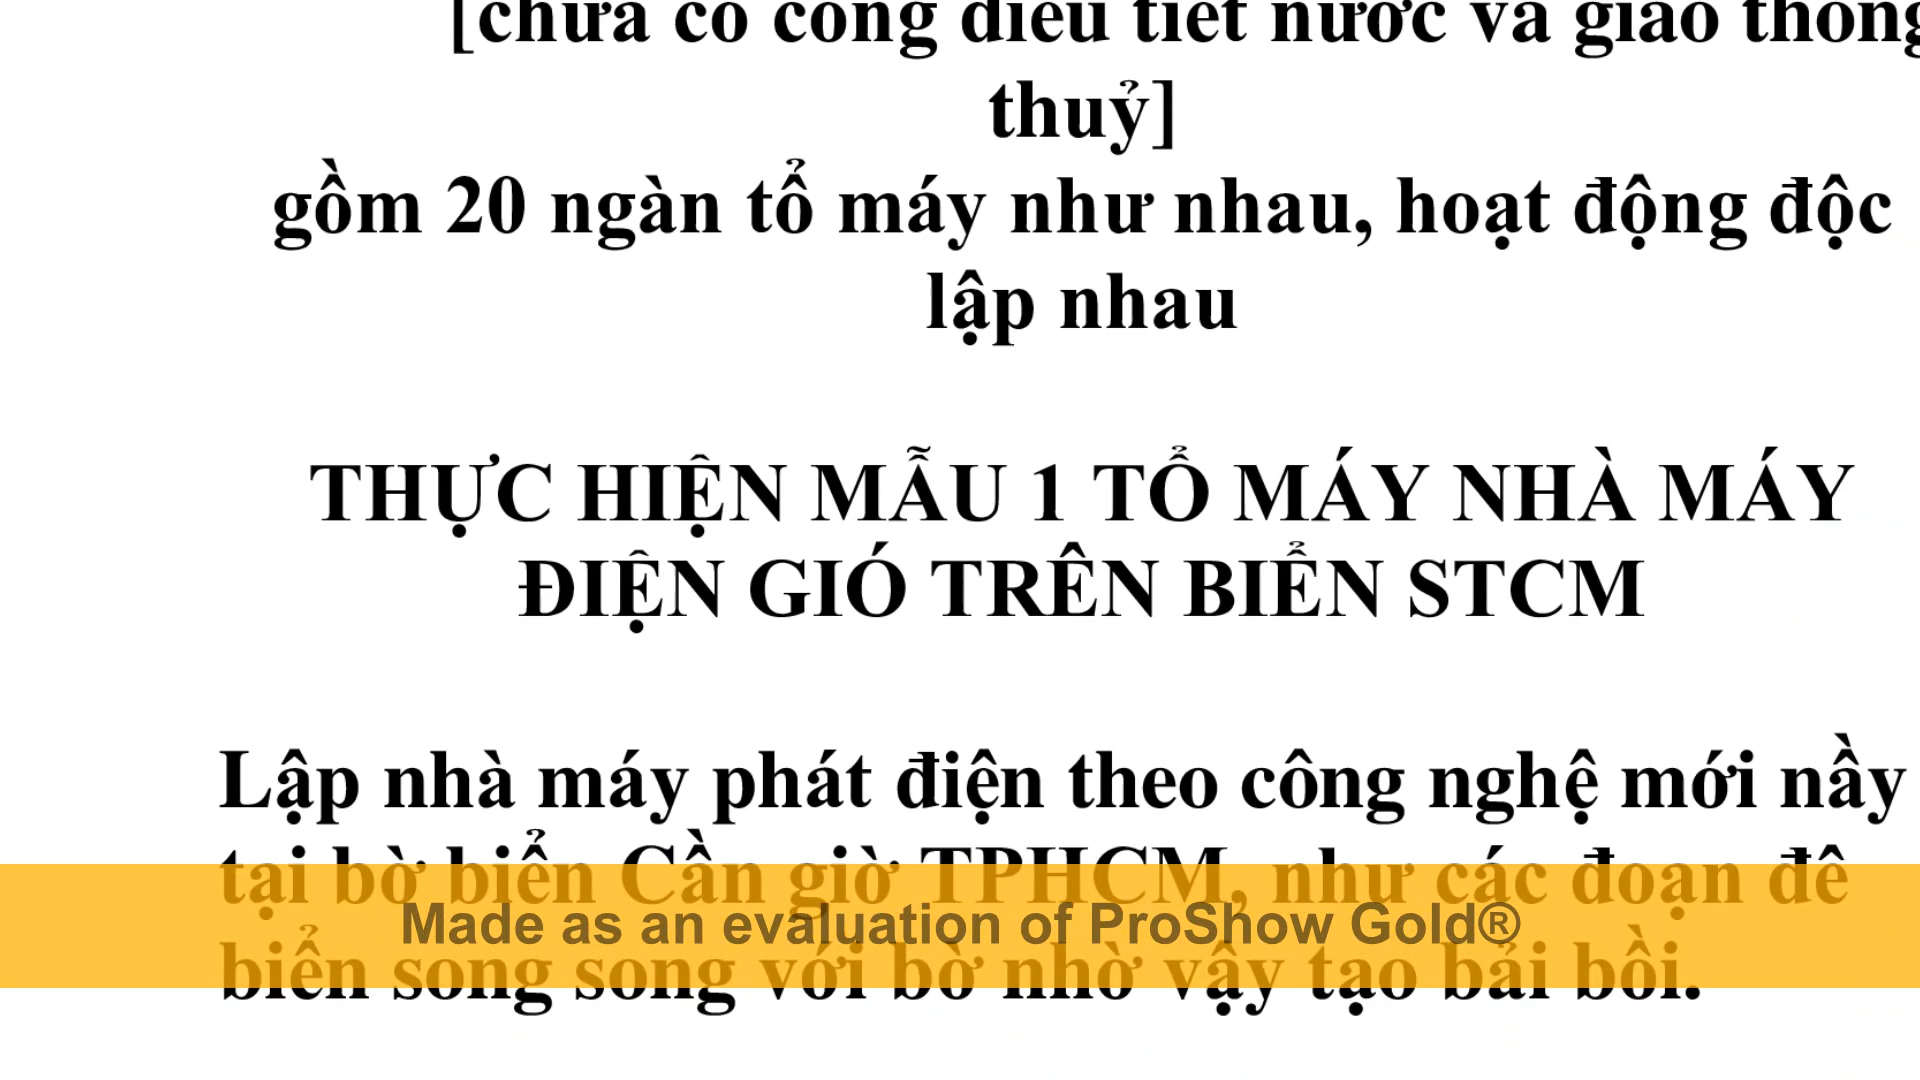 [chưa có cống điều tiết nước và giao thông
thuỷ]
gồm 20 ngàn tổ máy như nhau, hoạt động độc
lập nhau
THỰC HIỆN MẪU 1 TỔ MÁY NHÀ MÁY
ĐIỆN GIÓ TRÊN BIỂN STCM
Lập nhà máy phát điện theo công nghệ mới nầy
tại bờ biển Cần giờ TPHCM, như các đoạn đê
Made as an evaluation of ProShow Gold®
biển song song với bờ nhờ vậy tạo bải bồi.